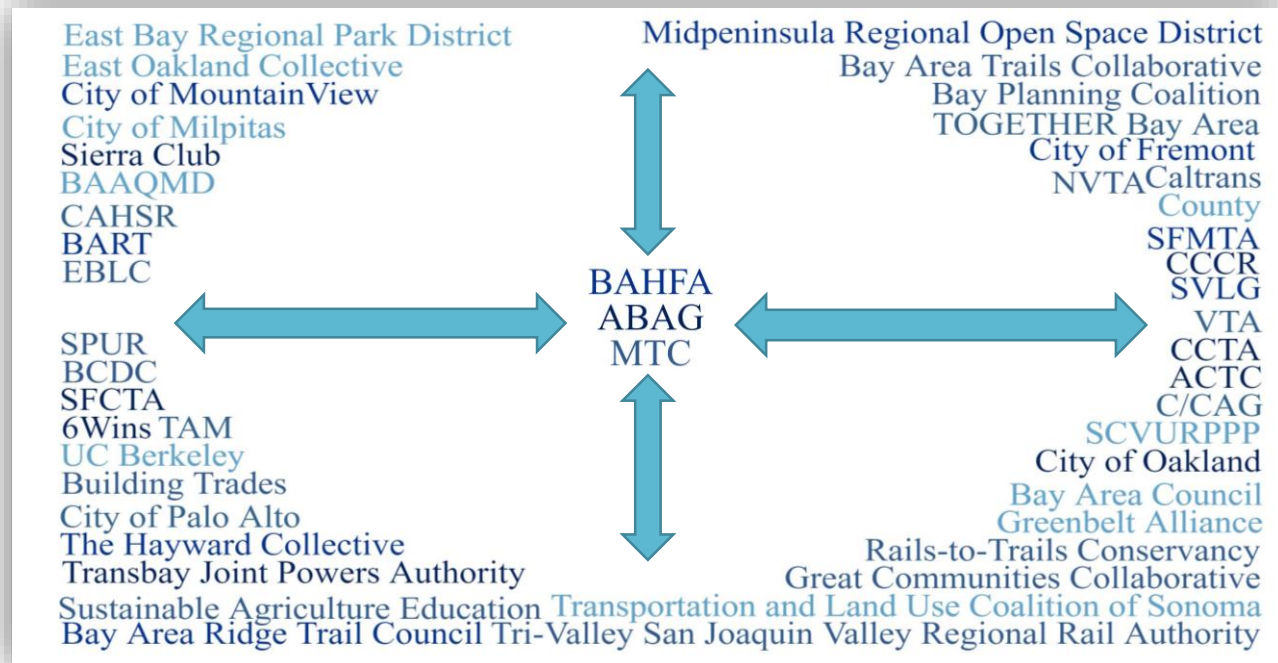 East Bay Regional Park District
East Oakland Collective
City of MountainView
City of Milpitas
Sierra Club
BAAQMD
CAHSR
BART
EBLC
SPUR
BCDC
SFCTA
6Wins TAM
UC Berkeley
Building Trades
City of Palo Alto
The Hayward Collective
Transbay Joint Powers Authority
BAHFA
ABAG
MTC
Midpeninsula Regional Open Space District
Bay Area Trails Collaborative
Bay Planning Coalition
TOGETHER Bay Area
City of Fremont
NVTA Caltrans
County
SFMTA
CCCR
SVLG
VTA
CCTA
ACTC
C/CAG
SCVURPPP
City of Oakland
Bay Area Council
Greenbelt Alliance
Rails-to-Trails Conservancy
Great Communities Collaborative
Sustainable Agriculture Education Transportation and Land Use Coalition of Sonoma
Bay Area Ridge Trail Council Tri-Valley San Joaquin Valley Regional Rail Authority